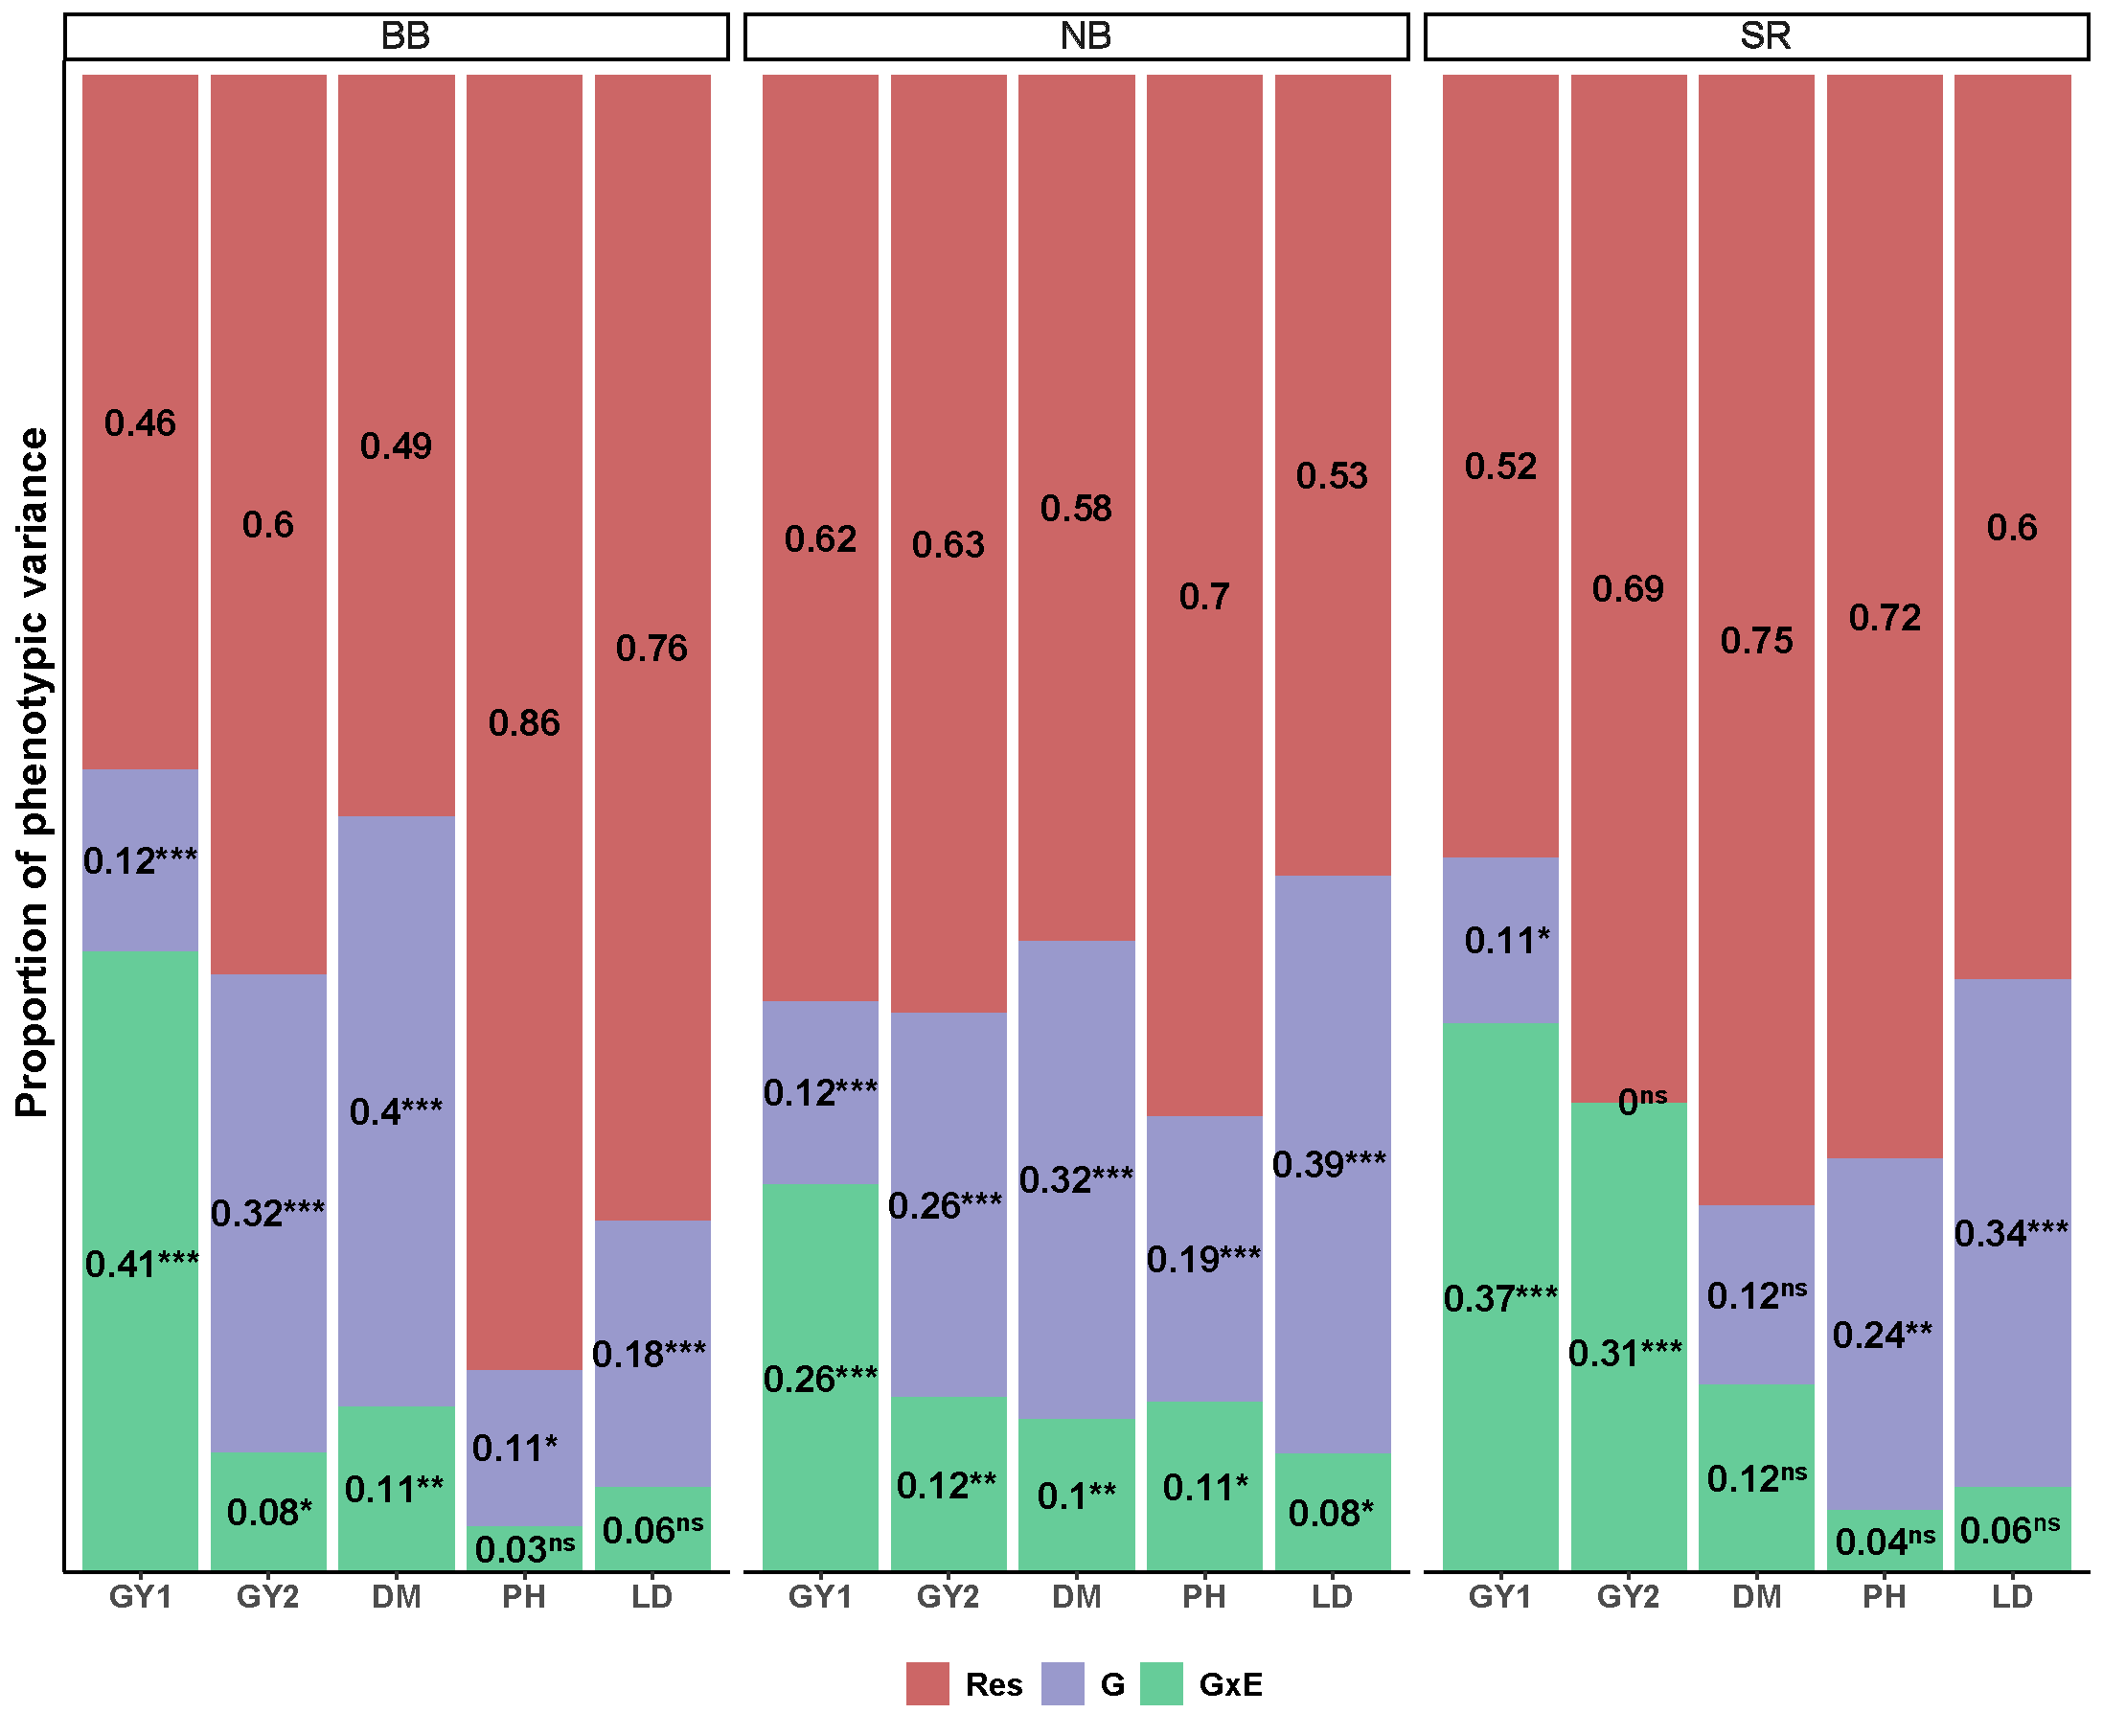 BB
NB
SR
Proportion of phenotypic variance
0.46
0.12***
0.41***
0.6
0.32***
0.08*
0.49
0.4***
0.11**
0.86
0.11*
0.03ns
0.76
0.18***
0.06ns
0.62
0.12***
0.26***
0.63
0.26***
0.12**
0.58
0.32***
0.1**
0.7
0.19***
0.11*
0.53
0.39***
0.08*
0.52
0.11*
0.37***
0.69
0ns
0.31***
0.75
0.12ns
0.12ns
0.72
0.24**
0.04ns
0.6
0.34***
0.06ns
GY1 GY2 DM PH LD
GY1 GY2 DM PH LD
GY1 GY2 DM PH LD
Res G GxE